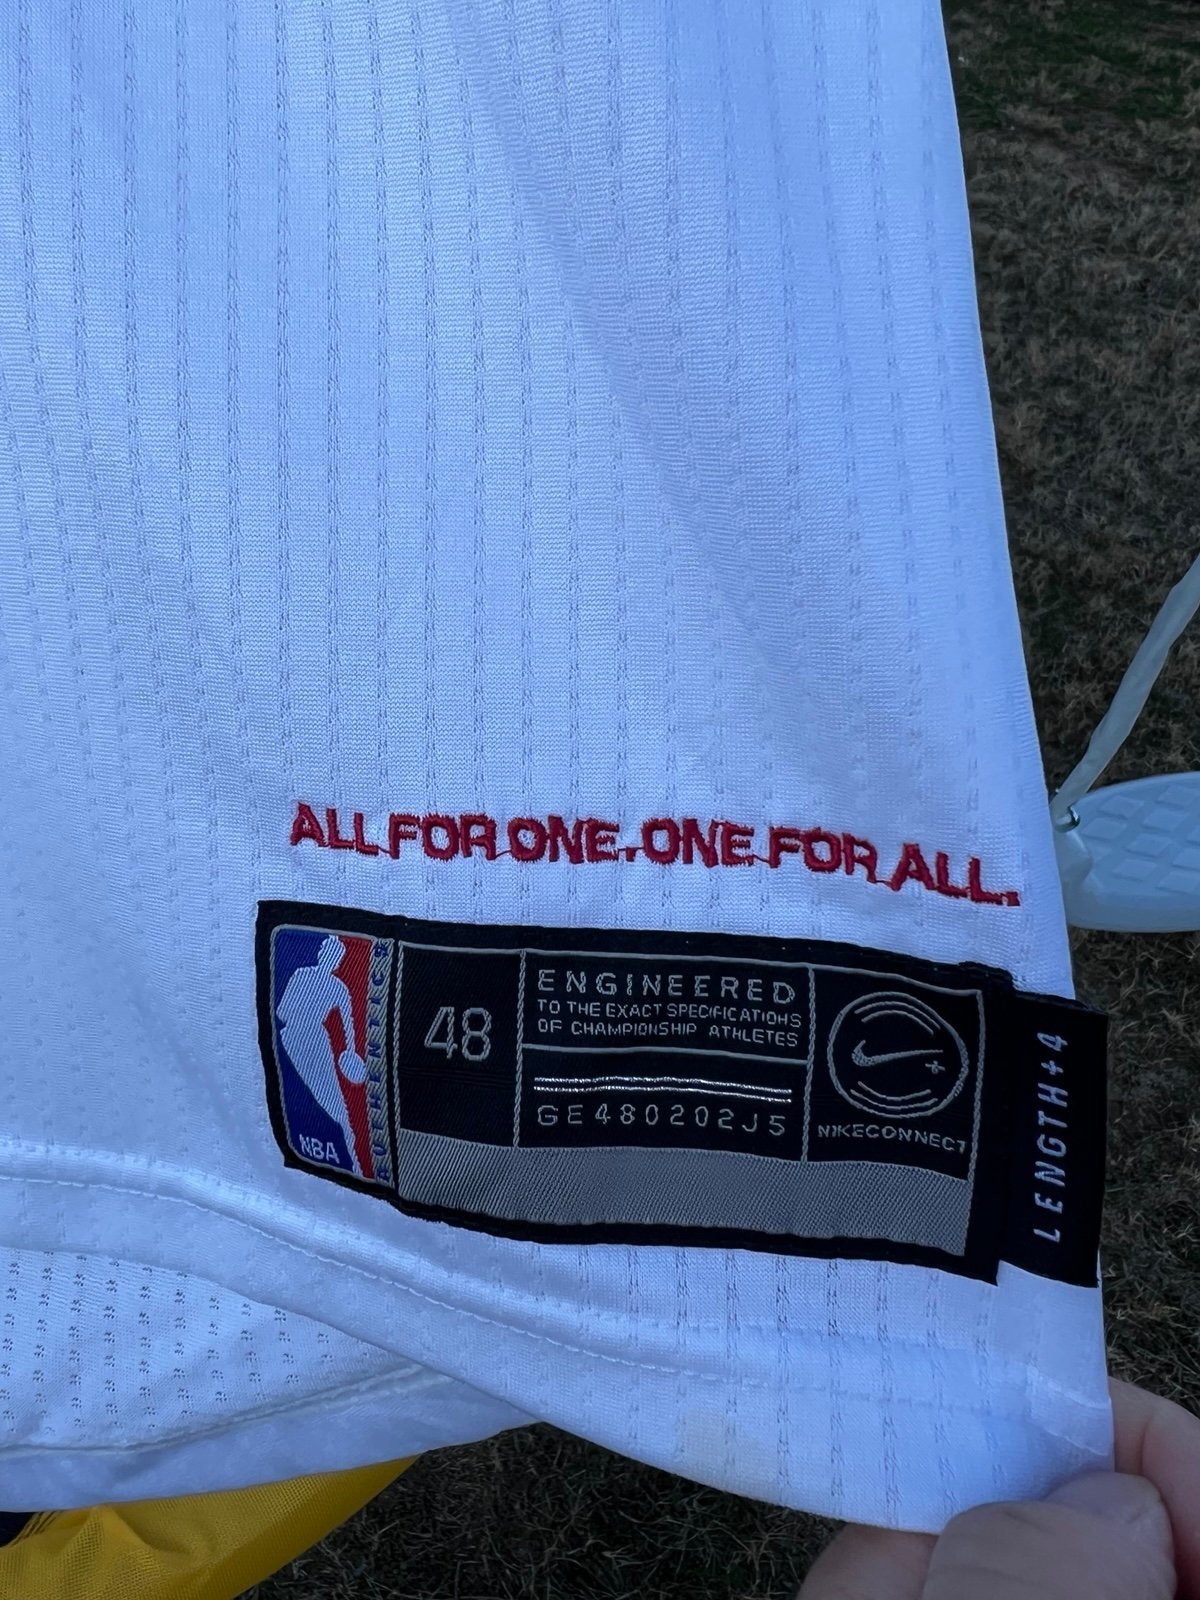 ALL FOR ONE. ONE FOR ALL.
NBA
AUTHENTICS
48
ENGINEERED
TO THE EXACT SPECIFICATIONS
OF CHAMPIONSHIP ATHLETES
GE480202J5
NIKECONNECT
LENGTH+4